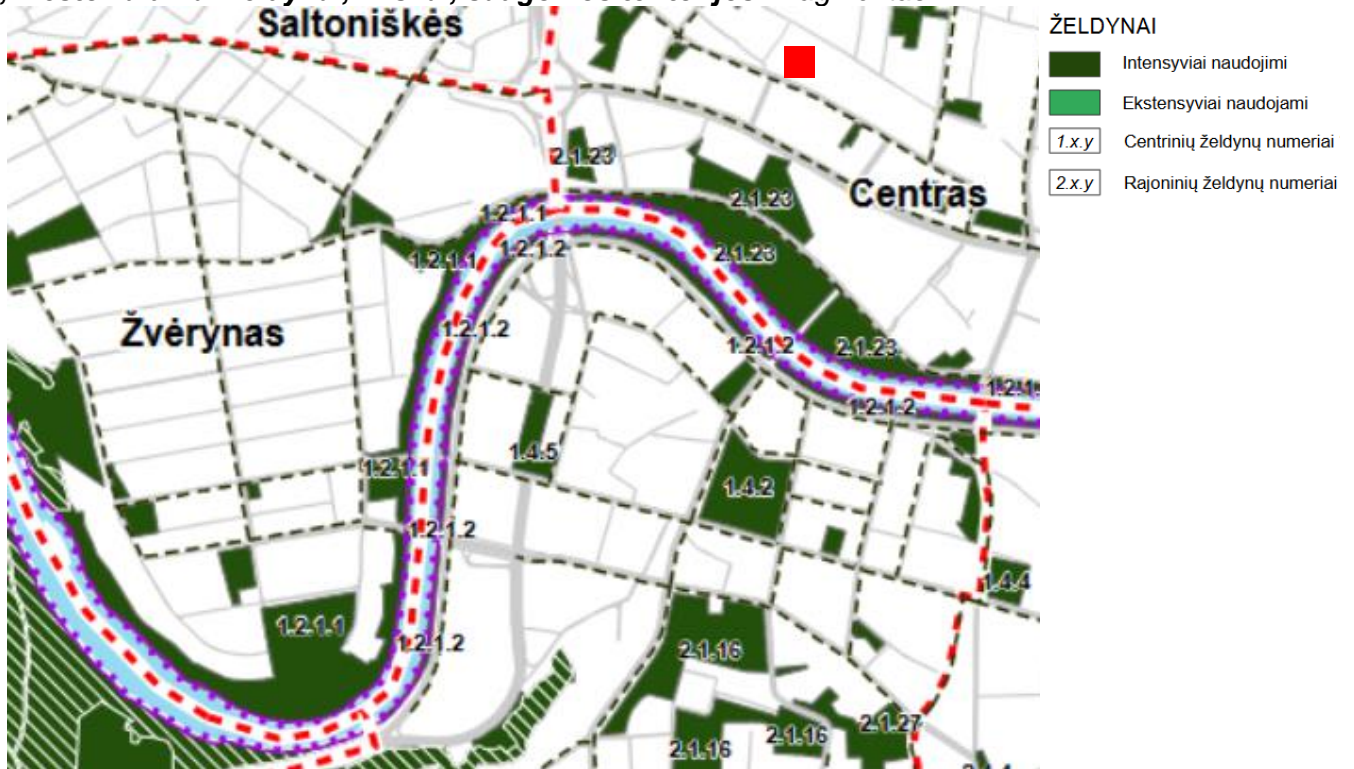 Saltoniškės
2.1.23
Centras
2.1.23
1.2.1.1
1.2.1.2
2.1.23
1.2.1.1
Žvėrynas
1.2.1.2
1.2.1.2
2.1.23
1.2.1.2
1.4.5
1.2.1.1
1.4.2
1.2.1.2
1.4.4
1.2.1.1
1.2.1.2
2.1.16
2.1.27
2.1.16
2.1.16
ŽELDYNAI
Intensyviai naudojimi
Ekstensyviai naudojami
1.x.y Centrinių želdynų numeriai
2.x.y Rajoninių želdynų numeriai